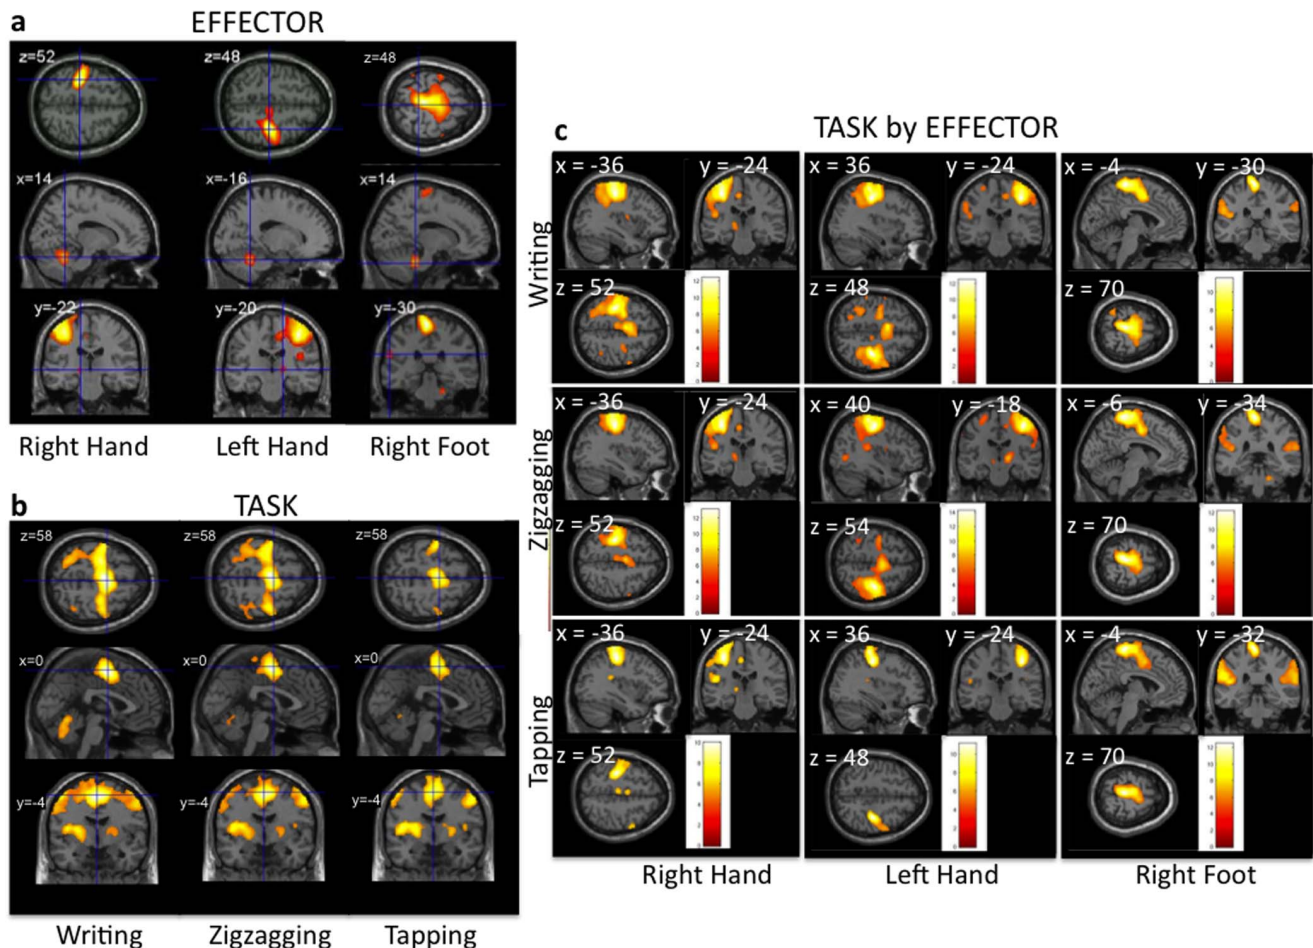 a
EFFECTOR
z=52
z=48
z=48
x=14
x=-16
x=14
y=-22
y=-20
y=-30
Right Hand
Left Hand
Right Foot
b
TASK
z=58
z=58
z=58
x=0
x=0
x=0
y=-4
y=-4
y=-4
Writing
Zigzagging
Tapping
c
TASK by EFFECTOR
Writing
x = -36
y = -24
x = 36
y = -24
x = -4
y = -30
z = 52
z = 48
z = 70
Zigzagging
x = -36
y = -24
x = 40
y = -18
x = -6
y = -34
z = 52
z = 54
z = 70
Tapping
x = -36
y = -24
x = 36
y = -24
x = -4
y = -32
z = 52
z = 48
z = 70
Right Hand
Left Hand
Right Foot